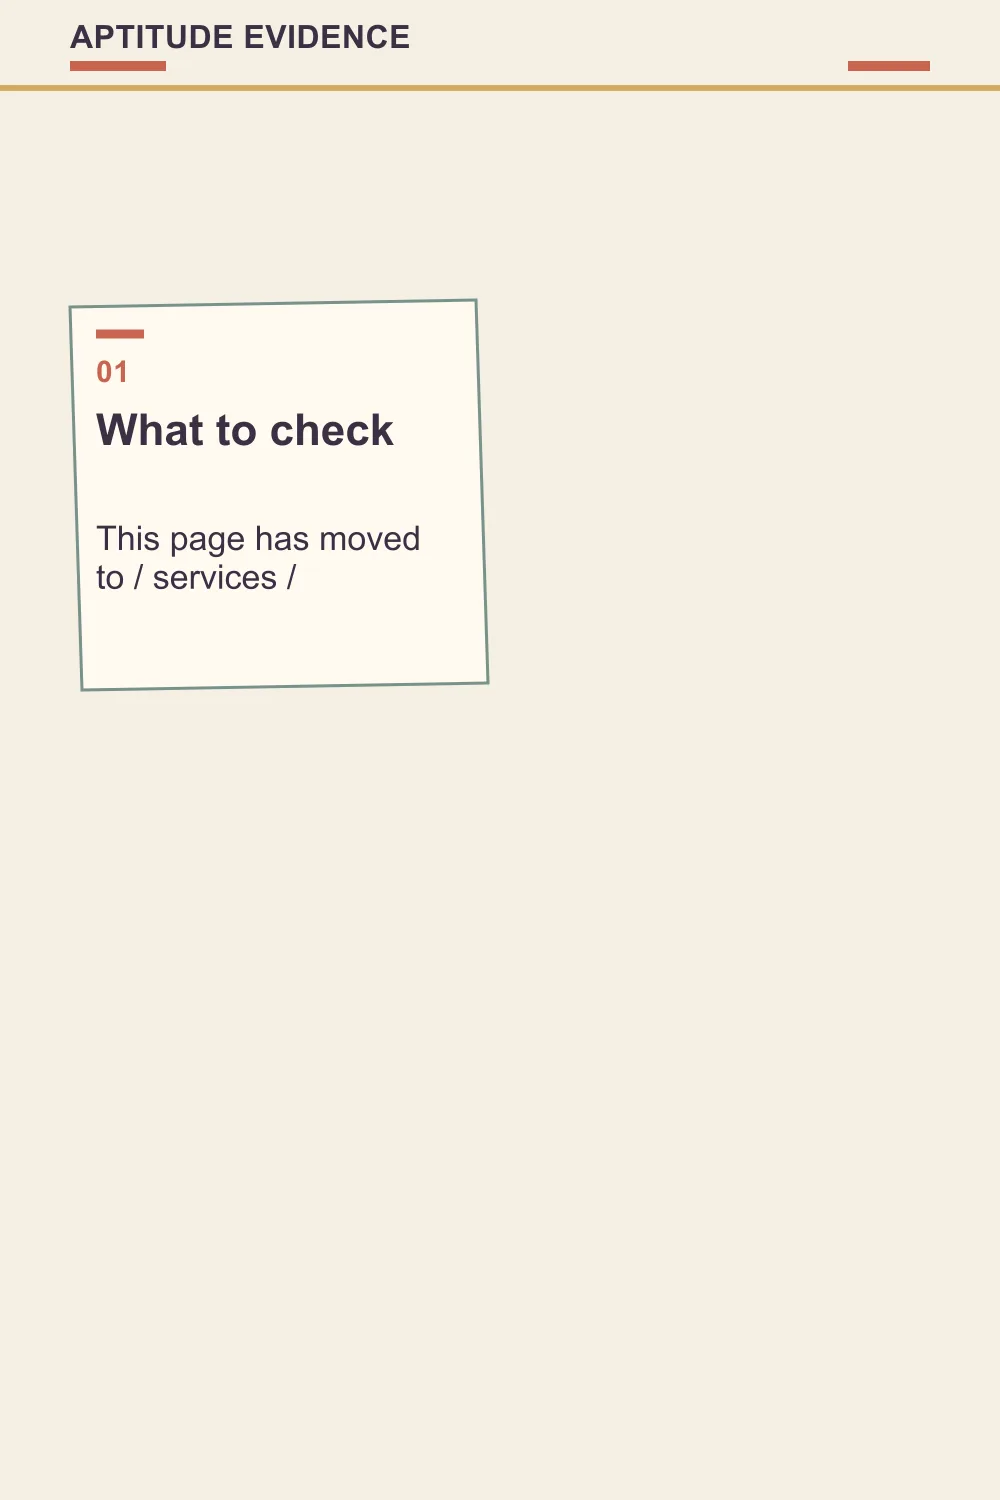 APTITUDE EVIDENCE
01
What to check
This page has moved
to / services /